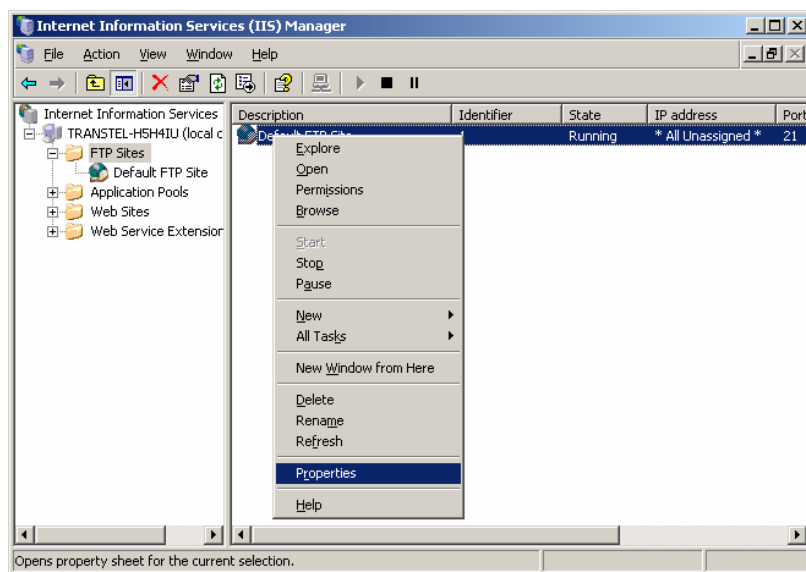 Internet Information Services (IIS) Manager
File Action View Window Help
Internet Information Services
Description Identifier State IP address Port
TRANSTEL-H5H4IU (local c
Default FTP Site Running * All Unassigned * 21
FTP Sites
Default FTP Site
Application Pools
Web Sites
Web Service Extension
Explore
Open
Permissions
Browse
Start
Stop
Pause
New
All Tasks
New Window from Here
Delete
Rename
Refresh
Properties
Help
Opens property sheet for the current selection.